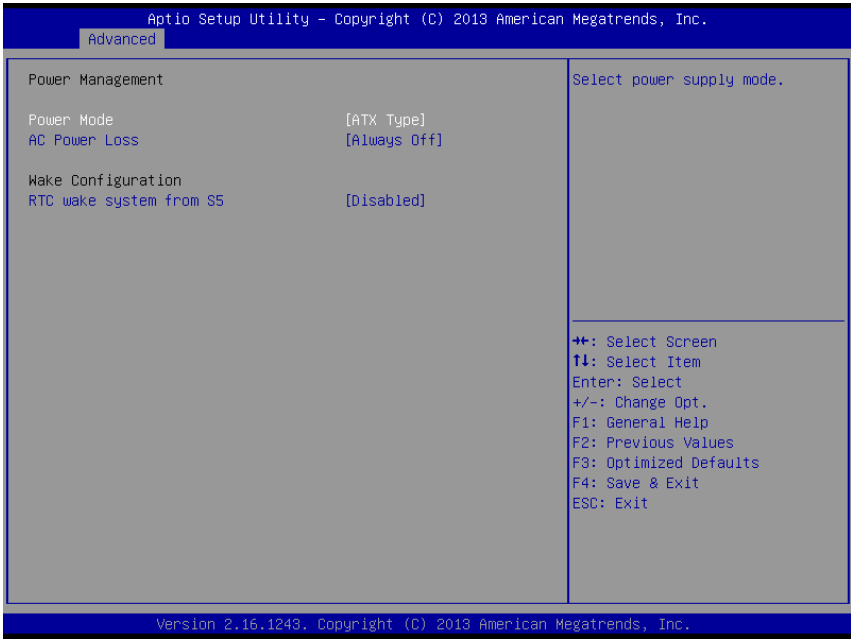 Aptio Setup Utility – Copyright (C) 2013 American Megatrends, Inc.
Advanced
Power Management
Power Mode [ATX Type]
AC Power Loss [Always Off]
Wake Configuration
RTC wake system from S5 [Disabled]
Select power supply mode.
→←: Select Screen
↑↓: Select Item
Enter: Select
+/-: Change Opt.
F1: General Help
F2: Previous Values
F3: Optimized Defaults
F4: Save & Exit
ESC: Exit
Version 2.16.1243. Copyright (C) 2013 American Megatrends, Inc.